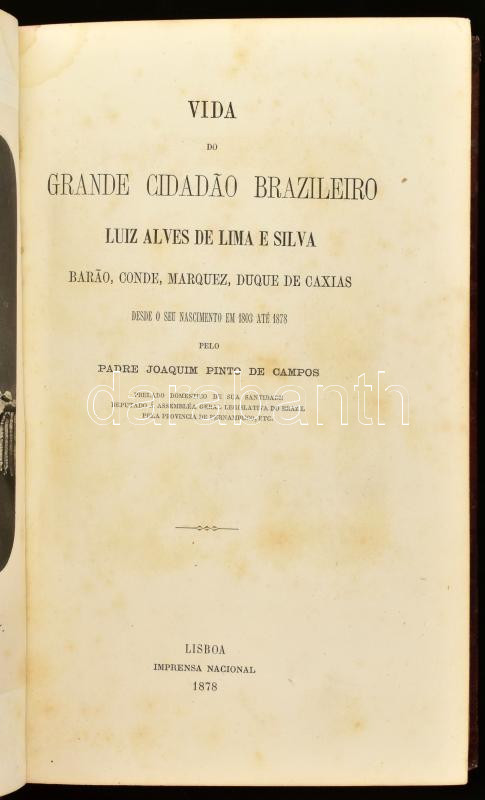 VIDA
DO
GRANDE CIDADÃO BRAZILEIRO
LUIZ ALVES DE LIMA E SILVA
BARÃO, CONDE, MARQUEZ, DUQUE DE CAXIAS
DESDE O SEU NASCIMENTO EM 1803 ATÉ 1878
PELO
PADRE JOAQUIM PINTO DE CAMPOS
PRELADO DOMESTICO DE SUA SANTIDADE
DEPUTADO Á ASSEMBLÉA GERAL LEGISLATIVA DO BRAZIL
PELA PROVINCIA DE PERNAMBUCO, ETC.
darabanth
LISBOA
IMPRENSA NACIONAL
1878